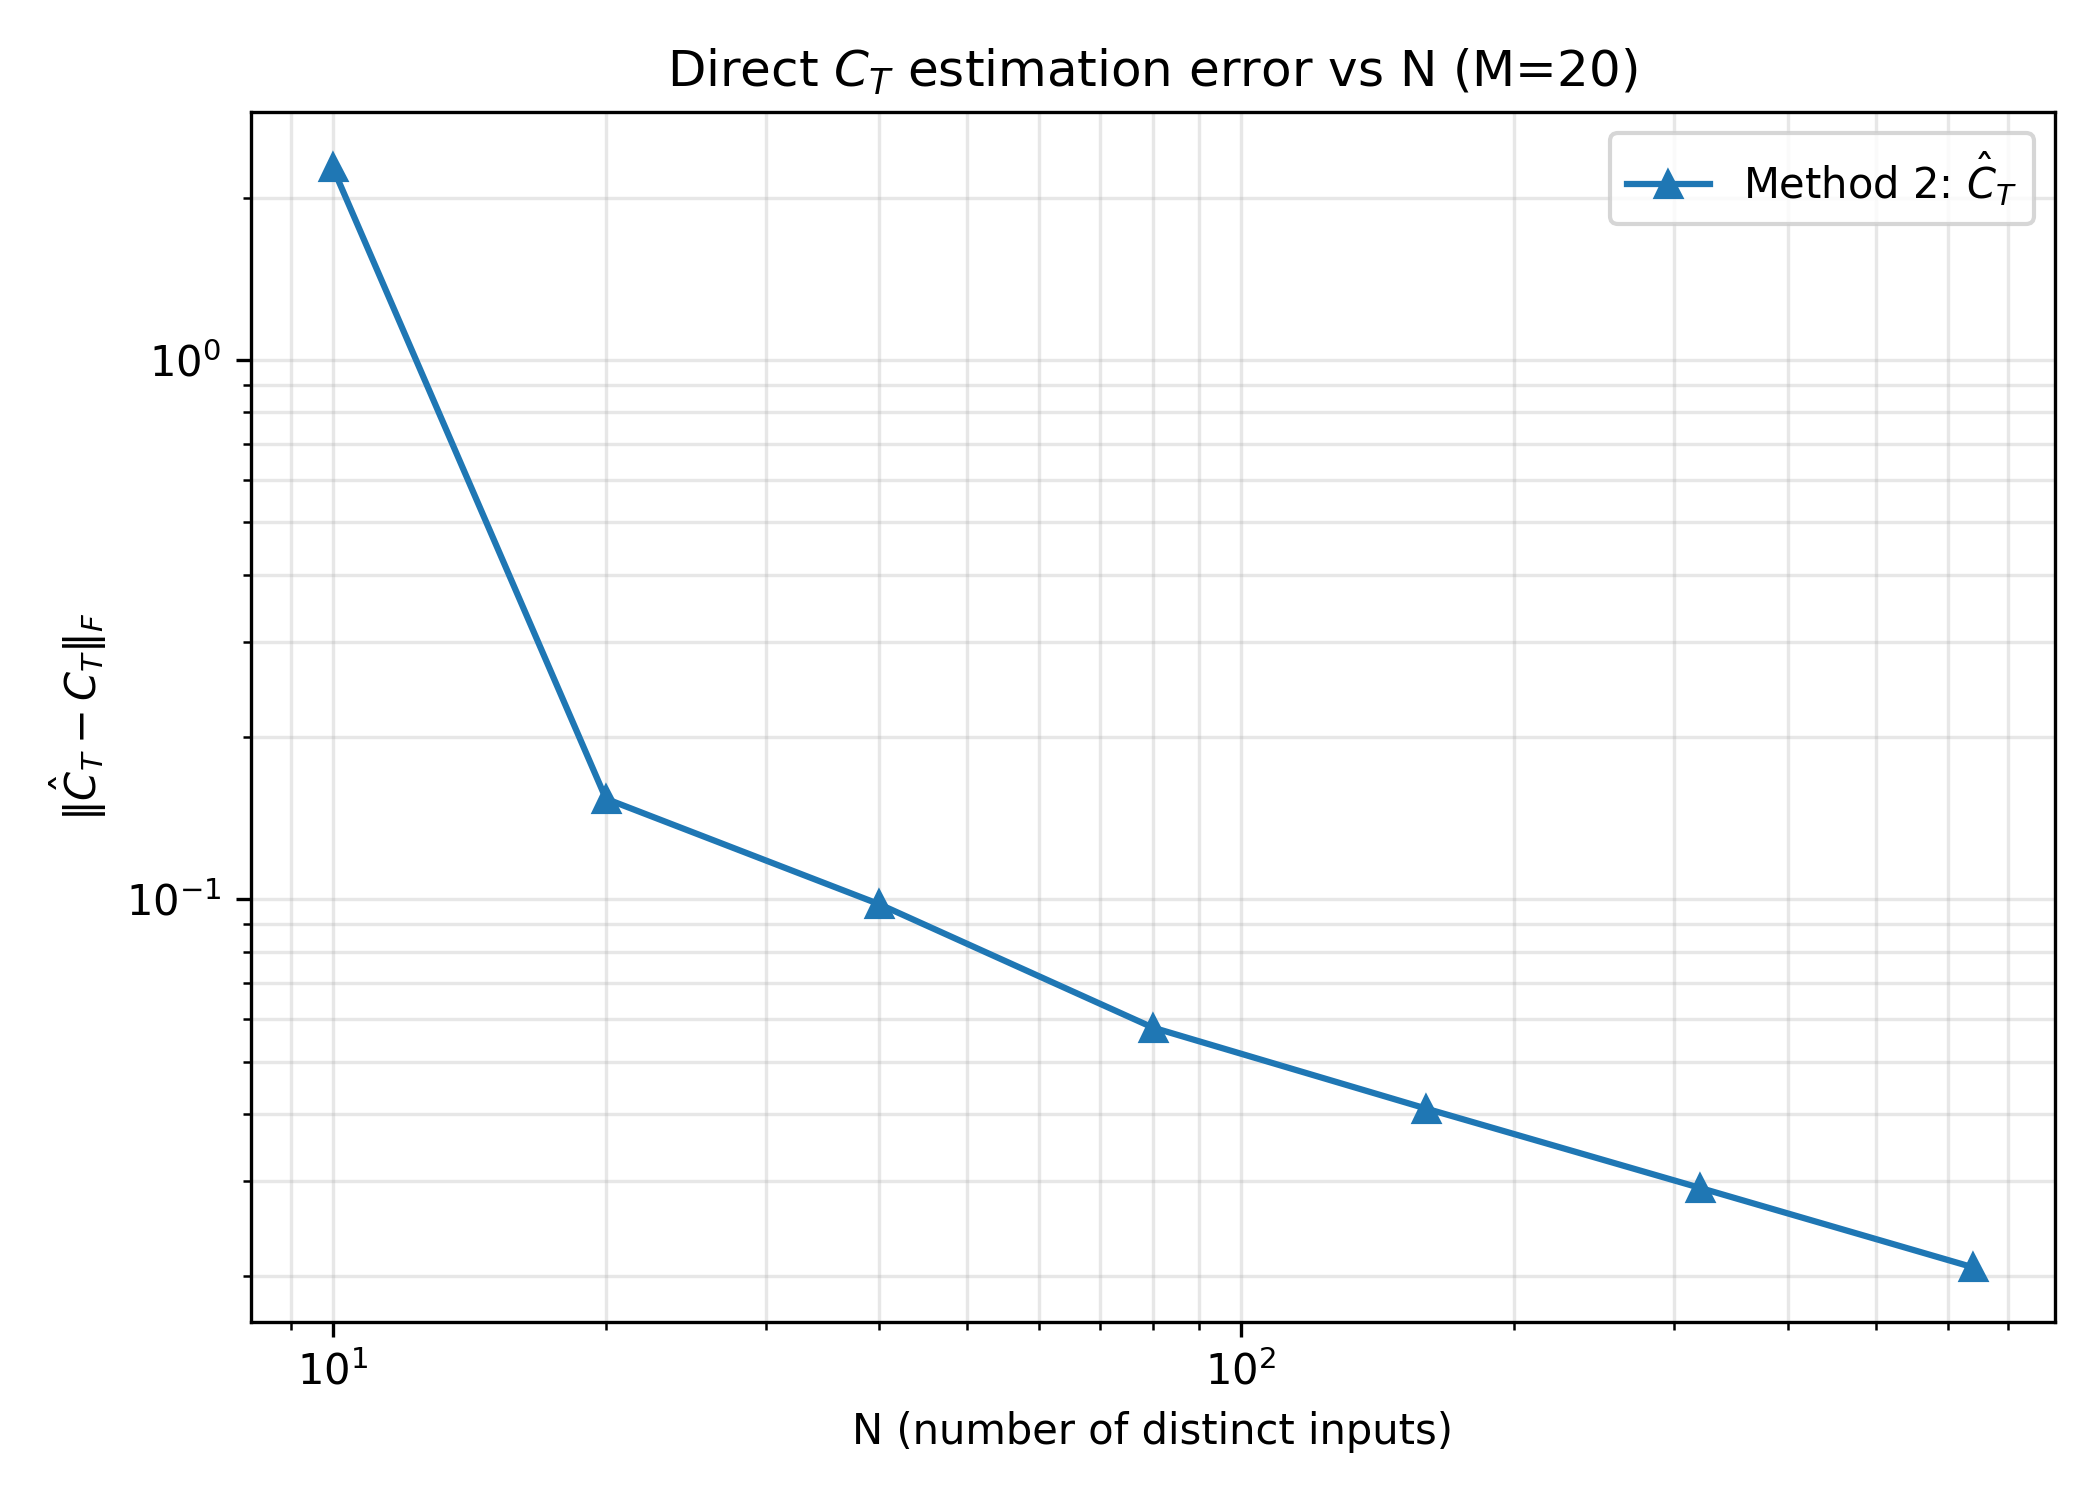 Direct $C_T$ estimation error vs N (M=20)
Method 2: $\hat{C}_T$
$10^0$
$10^{-1}$
$\|\hat{C}_T - C_T\|_F$
$10^1$
$10^2$
N (number of distinct inputs)